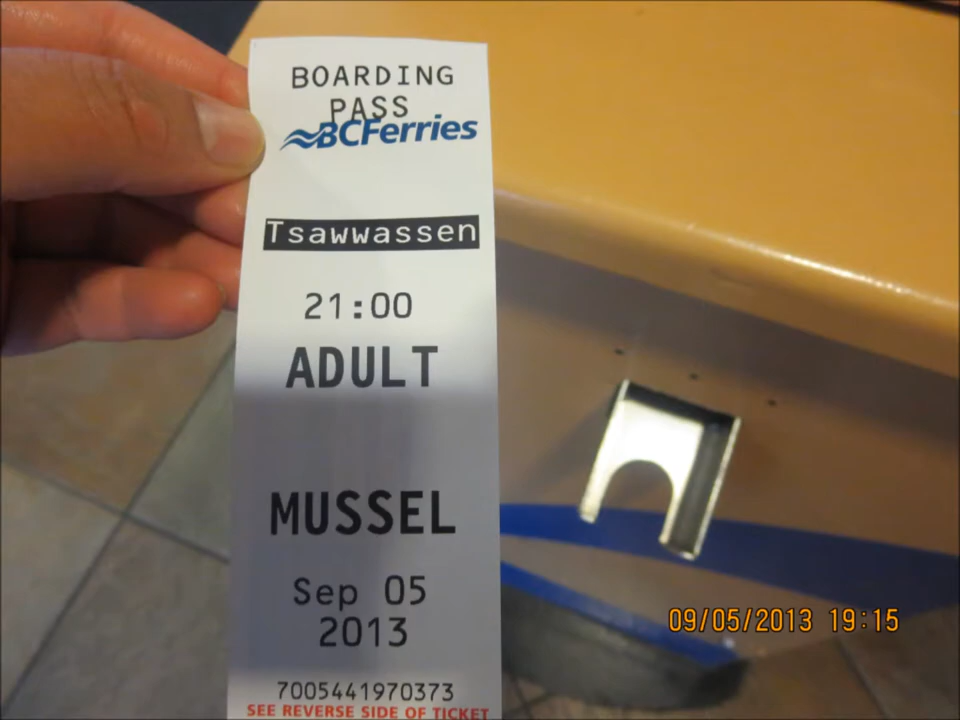 BOARDING
PASS
BCFerries
Tsawwassen
21:00
ADULT
MUSSEL
Sep 05
2013
7005441970373
SEE REVERSE SIDE OF TICKET
09/05/2013 19:15